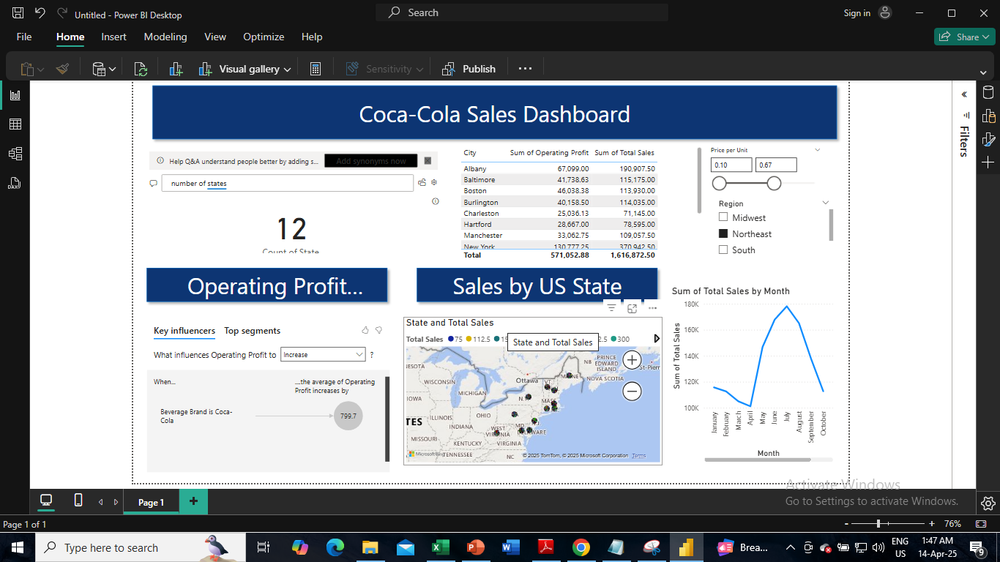 Untitled - Power BI Desktop
Search
Sign in
File Home Insert Modeling View Optimize Help
Share
Visual gallery
Sensitivity
Publish
Coca-Cola Sales Dashboard
Help Q&A understand people better by adding s...
Add synonyms now
number of states
12
Count of State
City Sum of Operating Profit Sum of Total Sales
Albany 67,099.00 190,907.50
Baltimore 41,738.63 115,175.00
Boston 46,038.38 113,930.00
Burlington 40,158.50 114,035.00
Charleston 25,036.13 71,145.00
Hartford 28,667.00 78,595.00
Manchester 33,062.75 109,057.50
New York 130,777.25 370,942.50
Total 571,052.88 1,616,872.50
Price per Unit
0.10 0.67
Region
Midwest
Northeast
South
Filters
Operating Profit...
Sales by US State
Key influencers Top segments
What influences Operating Profit to Increase ?
When...
....the average of Operating
Profit increases by
Beverage Brand is Coca-
Cola
799.7
State and Total Sales
Total Sales 75 112.5 15 2.5 300
State and Total Sales
ESOTA
WISCONSIN
MICHIGAN
IOWA
ILLINOIS
INDIANA
OHIO
TES
MISSOURI
KENTUCKY
TENNESSEE
WEST
VIRGINIA
VIRGINIA
NC
MD
DELAWARE
NJ
N.Y.
MASS
VT
MAINE
Ottawa
NB
PRINCE
EDWARD
ISLAND
NOVA SCOTIA
St-Pierr
Microsoft Bing
© 2025 TomTom, © 2025 Microsoft Corporation Terms
Sum of Total Sales by Month
180K
160K
140K
120K
100K
Sum of Total Sales
January
February
March
April
May
June
July
August
September
October
Month
Activate Windows
Go to Settings to activate Windows.
Page 1
Page 1 of 1
76%
Type here to search
Brea...
ENG
US
1:47 AM
14-Apr-25
9
DAX